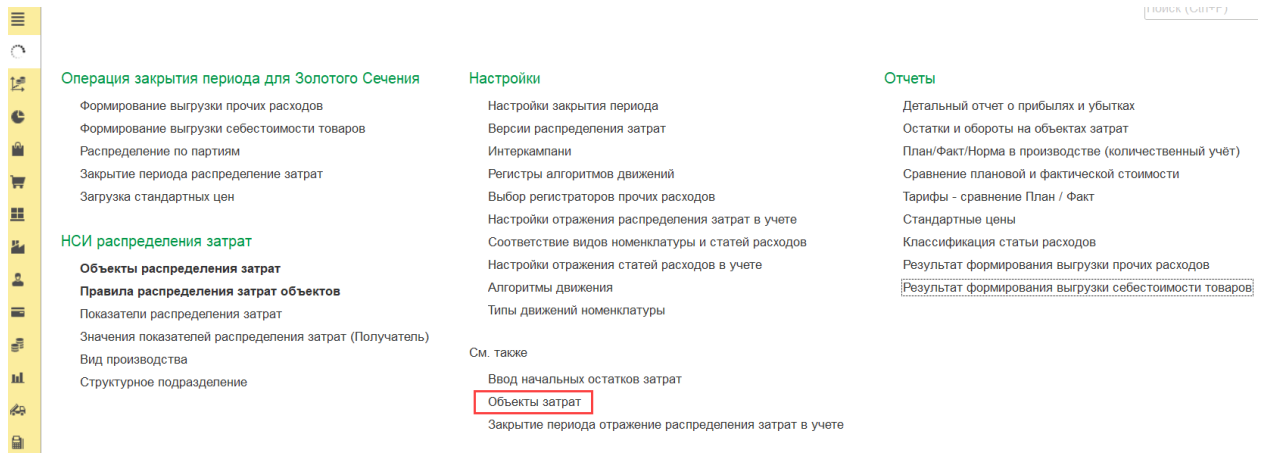 Поиск (Ctrl+F)
Операция закрытия периода для Золотого Сечения
Формирование выгрузки прочих расходов
Формирование выгрузки себестоимости товаров
Распределение по партиям
Закрытие периода распределение затрат
Загрузка стандартных цен
НСИ распределения затрат
Объекты распределения затрат
Правила распределения затрат объектов
Показатели распределения затрат
Значения показателей распределения затрат (Получатель)
Вид производства
Структурное подразделение
Настройки
Настройки закрытия периода
Версии распределения затрат
Интеркампани
Регистры алгоритмов движений
Выбор регистраторов прочих расходов
Настройки отражения распределения затрат в учете
Соответствие видов номенклатуры и статей расходов
Настройки отражения статей расходов в учете
Алгоритмы движения
Типы движений номенклатуры
См. также
Ввод начальных остатков затрат
Объекты затрат
Закрытие периода отражение распределения затрат в учете
Отчеты
Детальный отчет о прибылях и убытках
Остатки и обороты на объектах затрат
План/Факт/Норма в производстве (количественный учёт)
Сравнение плановой и фактической стоимости
Тарифы - сравнение План / Факт
Стандартные цены
Классификация статьи расходов
Результат формирования выгрузки прочих расходов
Результат формирования выгрузки себестоимости товаров